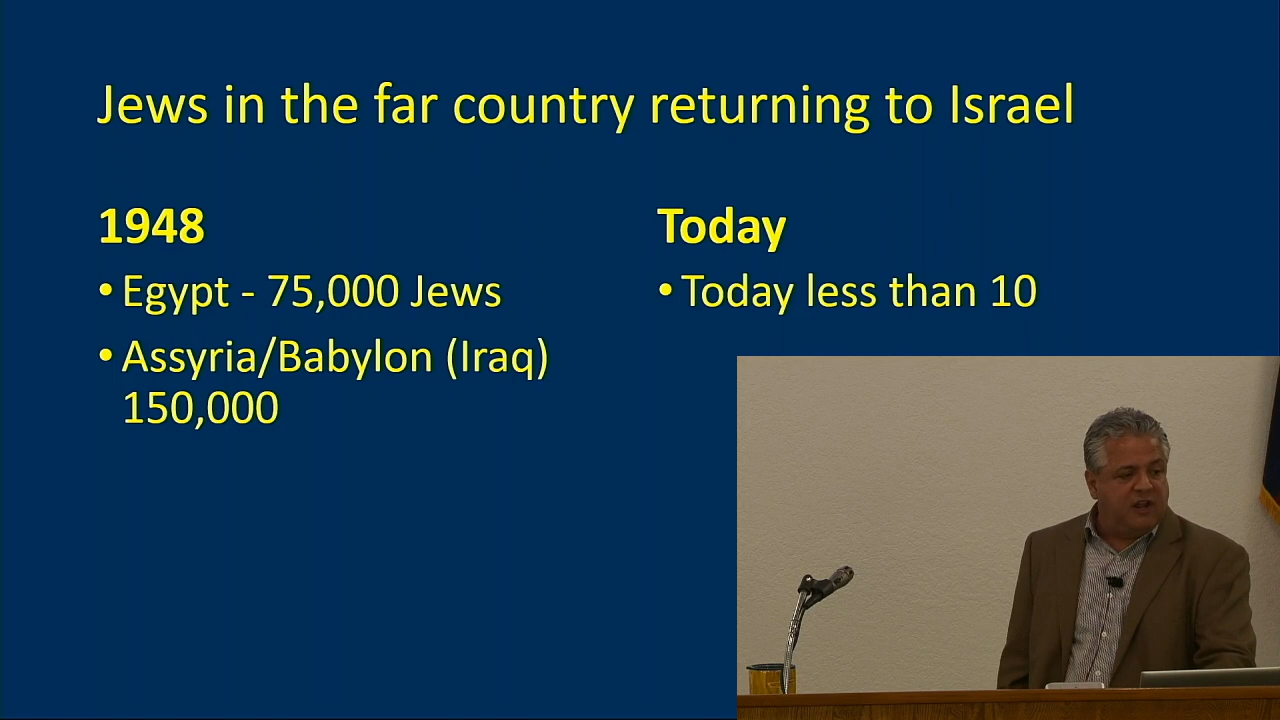 Jews in the far country returning to Israel
1948
• Egypt - 75,000 Jews
• Assyria/Babylon (Iraq)
150,000
Today
• Today less than 10